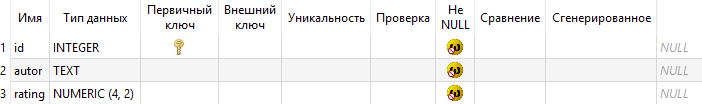 Имя Тип данных Первичный ключ Внешний ключ Уникальность Проверка Не NULL Сравнение Сгенерированное
1 id INTEGER NULL
2 autor TEXT NULL
3 rating NUMERIC (4, 2) NULL